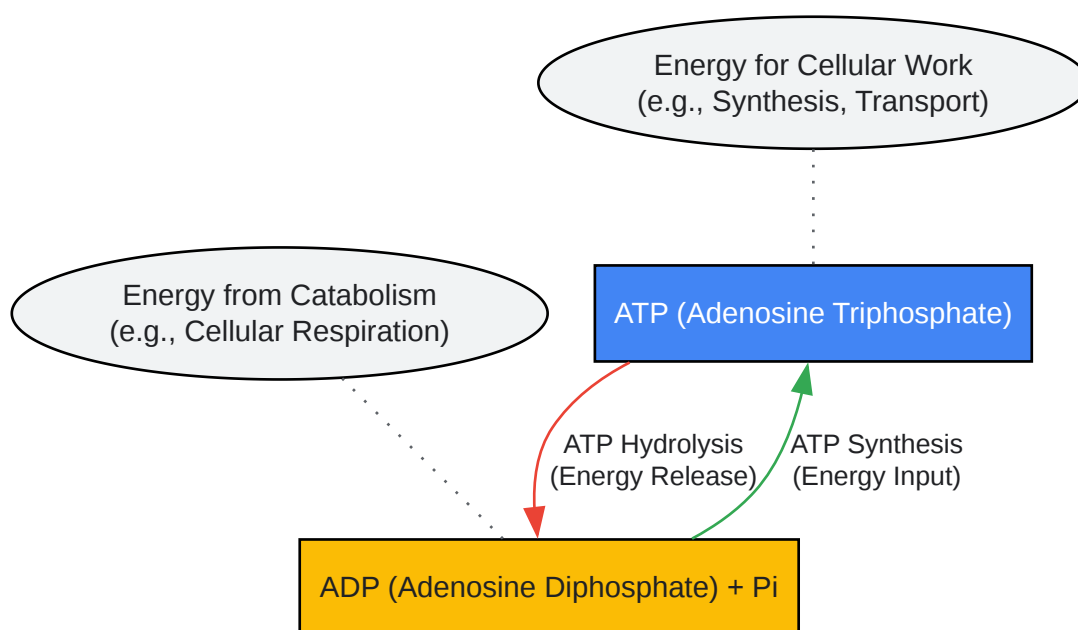 Energy for Cellular Work
(e.g., Synthesis, Transport)
Energy from Catabolism
(e.g., Cellular Respiration)
ATP (Adenosine Triphosphate)
ATP Hydrolysis
(Energy Release)
ATP Synthesis
(Energy Input)
ADP (Adenosine Diphosphate) + Pi